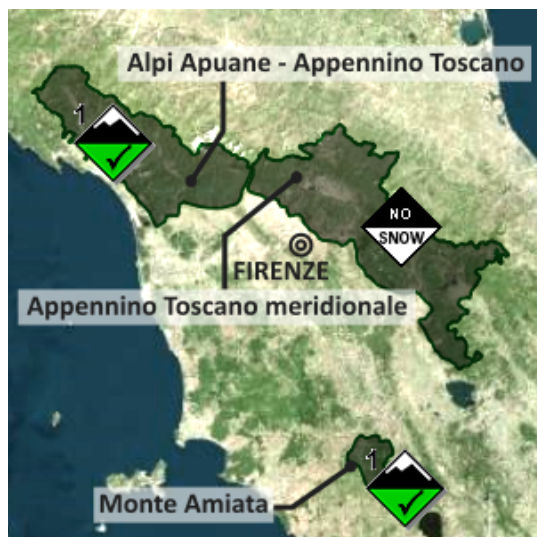 Alpi Apuane - Appennino Toscano
1
NO
SNOW
FIRENZE
Appennino Toscano meridionale
1
Monte Amiata